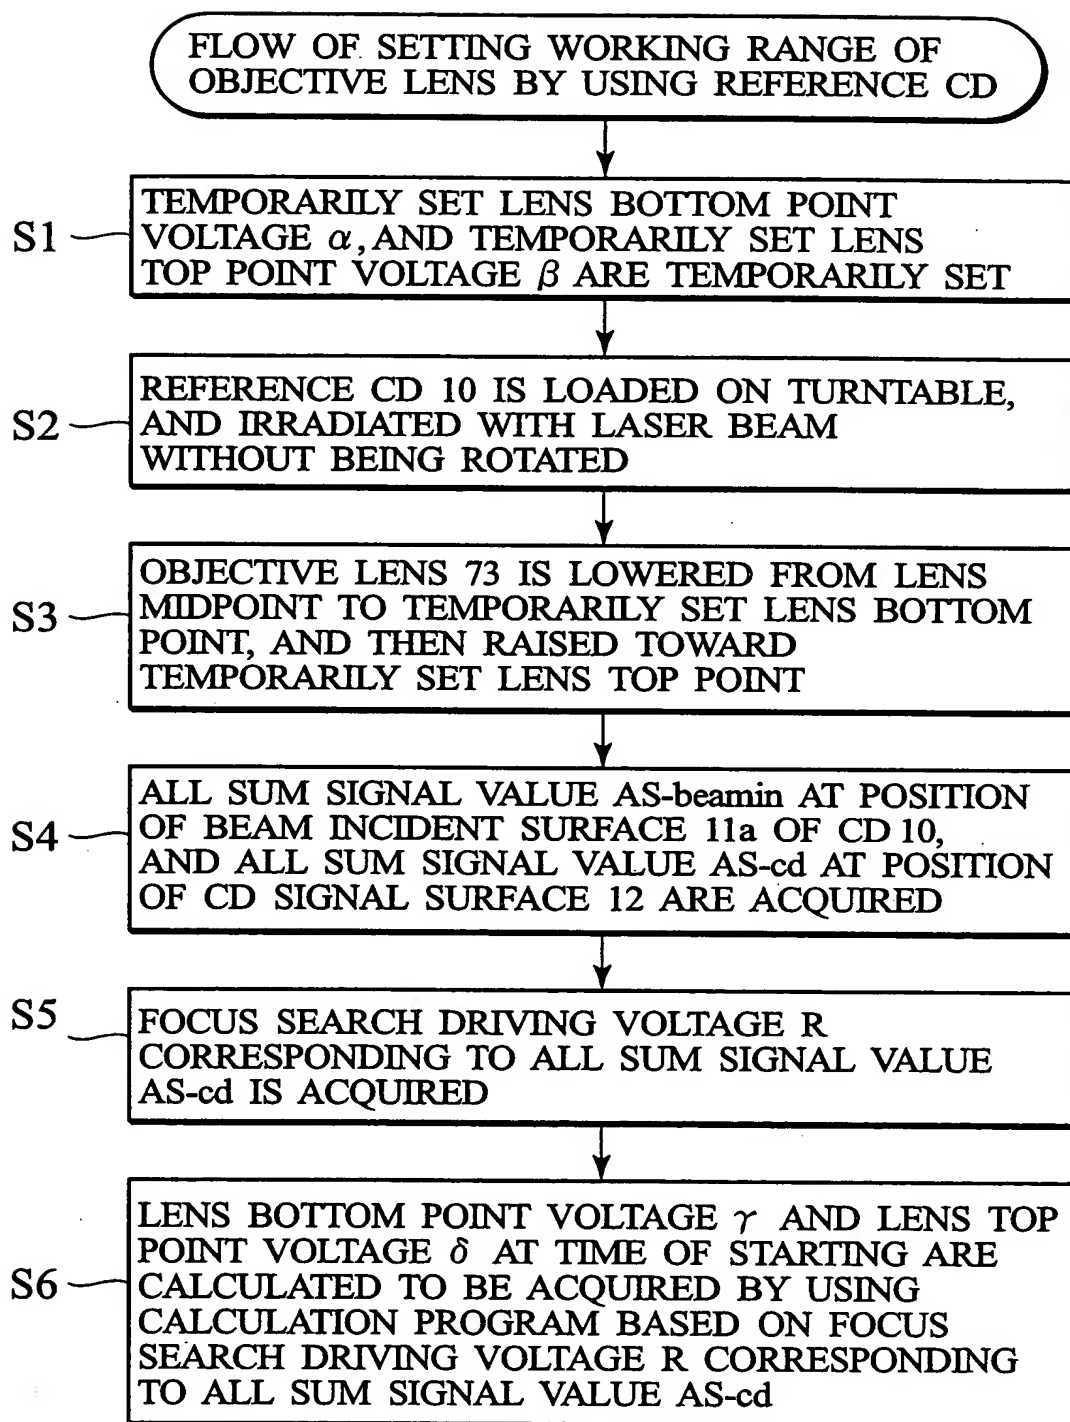 FLOW OF SETTING WORKING RANGE OF
OBJECTIVE LENS BY USING REFERENCE CD
S1
TEMPORARILY SET LENS BOTTOM POINT
VOLTAGE α, AND TEMPORARILY SET LENS
TOP POINT VOLTAGE β ARE TEMPORARILY SET
S2
REFERENCE CD 10 IS LOADED ON TURNTABLE,
AND IRRADIATED WITH LASER BEAM
WITHOUT BEING ROTATED
S3
OBJECTIVE LENS 73 IS LOWERED FROM LENS
MIDPOINT TO TEMPORARILY SET LENS BOTTOM
POINT, AND THEN RAISED TOWARD
TEMPORARILY SET LENS TOP POINT
S4
ALL SUM SIGNAL VALUE AS-beamin AT POSITION
OF BEAM INCIDENT SURFACE 11a OF CD 10,
AND ALL SUM SIGNAL VALUE AS-cd AT POSITION
OF CD SIGNAL SURFACE 12 ARE ACQUIRED
S5
FOCUS SEARCH DRIVING VOLTAGE R
CORRESPONDING TO ALL SUM SIGNAL VALUE
AS-cd IS ACQUIRED
S6
LENS BOTTOM POINT VOLTAGE γ AND LENS TOP
POINT VOLTAGE δ AT TIME OF STARTING ARE
CALCULATED TO BE ACQUIRED BY USING
CALCULATION PROGRAM BASED ON FOCUS
SEARCH DRIVING VOLTAGE R CORRESPONDING
TO ALL SUM SIGNAL VALUE AS-cd